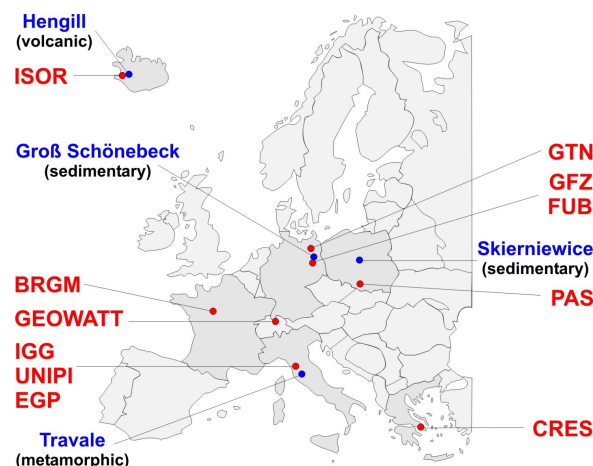 Hengill
(volcanic)
ISOR
Groß Schönebeck
(sedimentary)
GTN
GFZ
FUB
Skierniewice
(sedimentary)
BRGM
PAS
GEOWATT
IGG
UNIPI
EGP
CRES
Travale
(metamorphic)